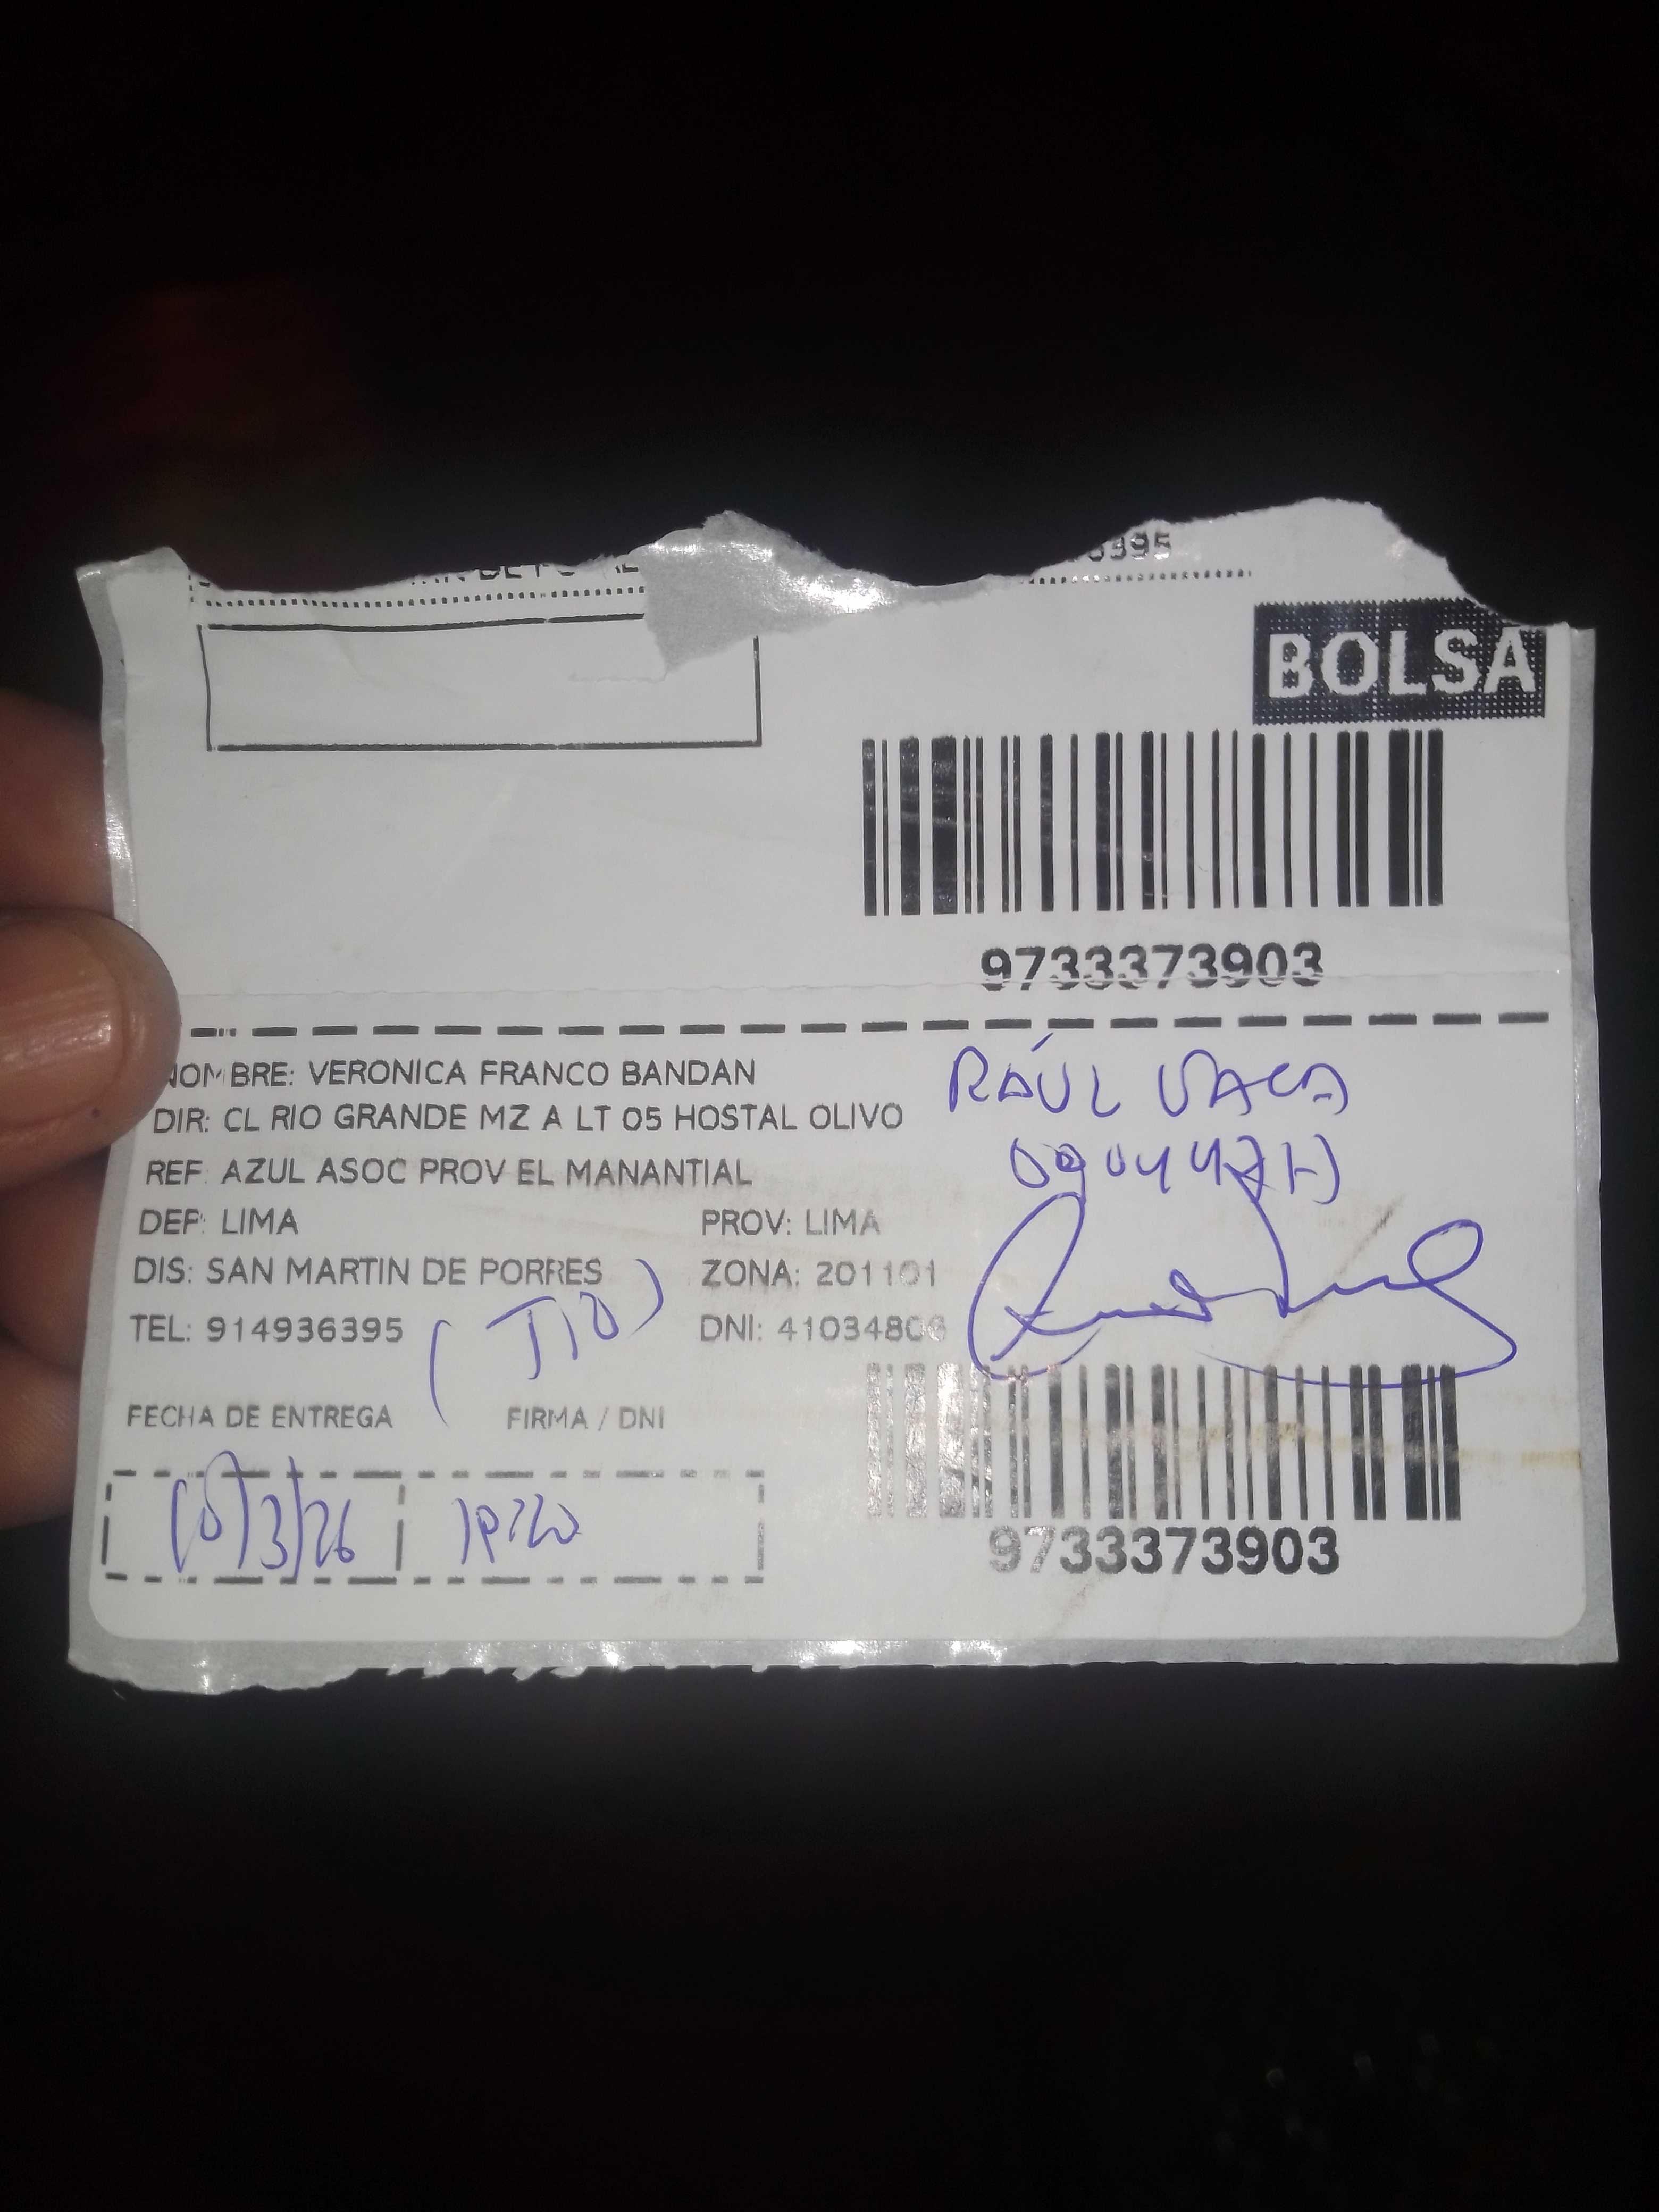 BOLSA
9733373903
NOMBRE: VERONICA FRANCO BANDAN
DIR: CL RIO GRANDE MZ A LT 05 HOSTAL OLIVO
REF: AZUL ASOC PROV EL MANANTIAL
DEP: LIMA PROV: LIMA
DIS: SAN MARTIN DE PORRES ZONA: 201101
TEL: 914936395 DNI: 41034806
(TIO)
RAÚL VACA
FECHA DE ENTREGA FIRMA / DNI
9733373903